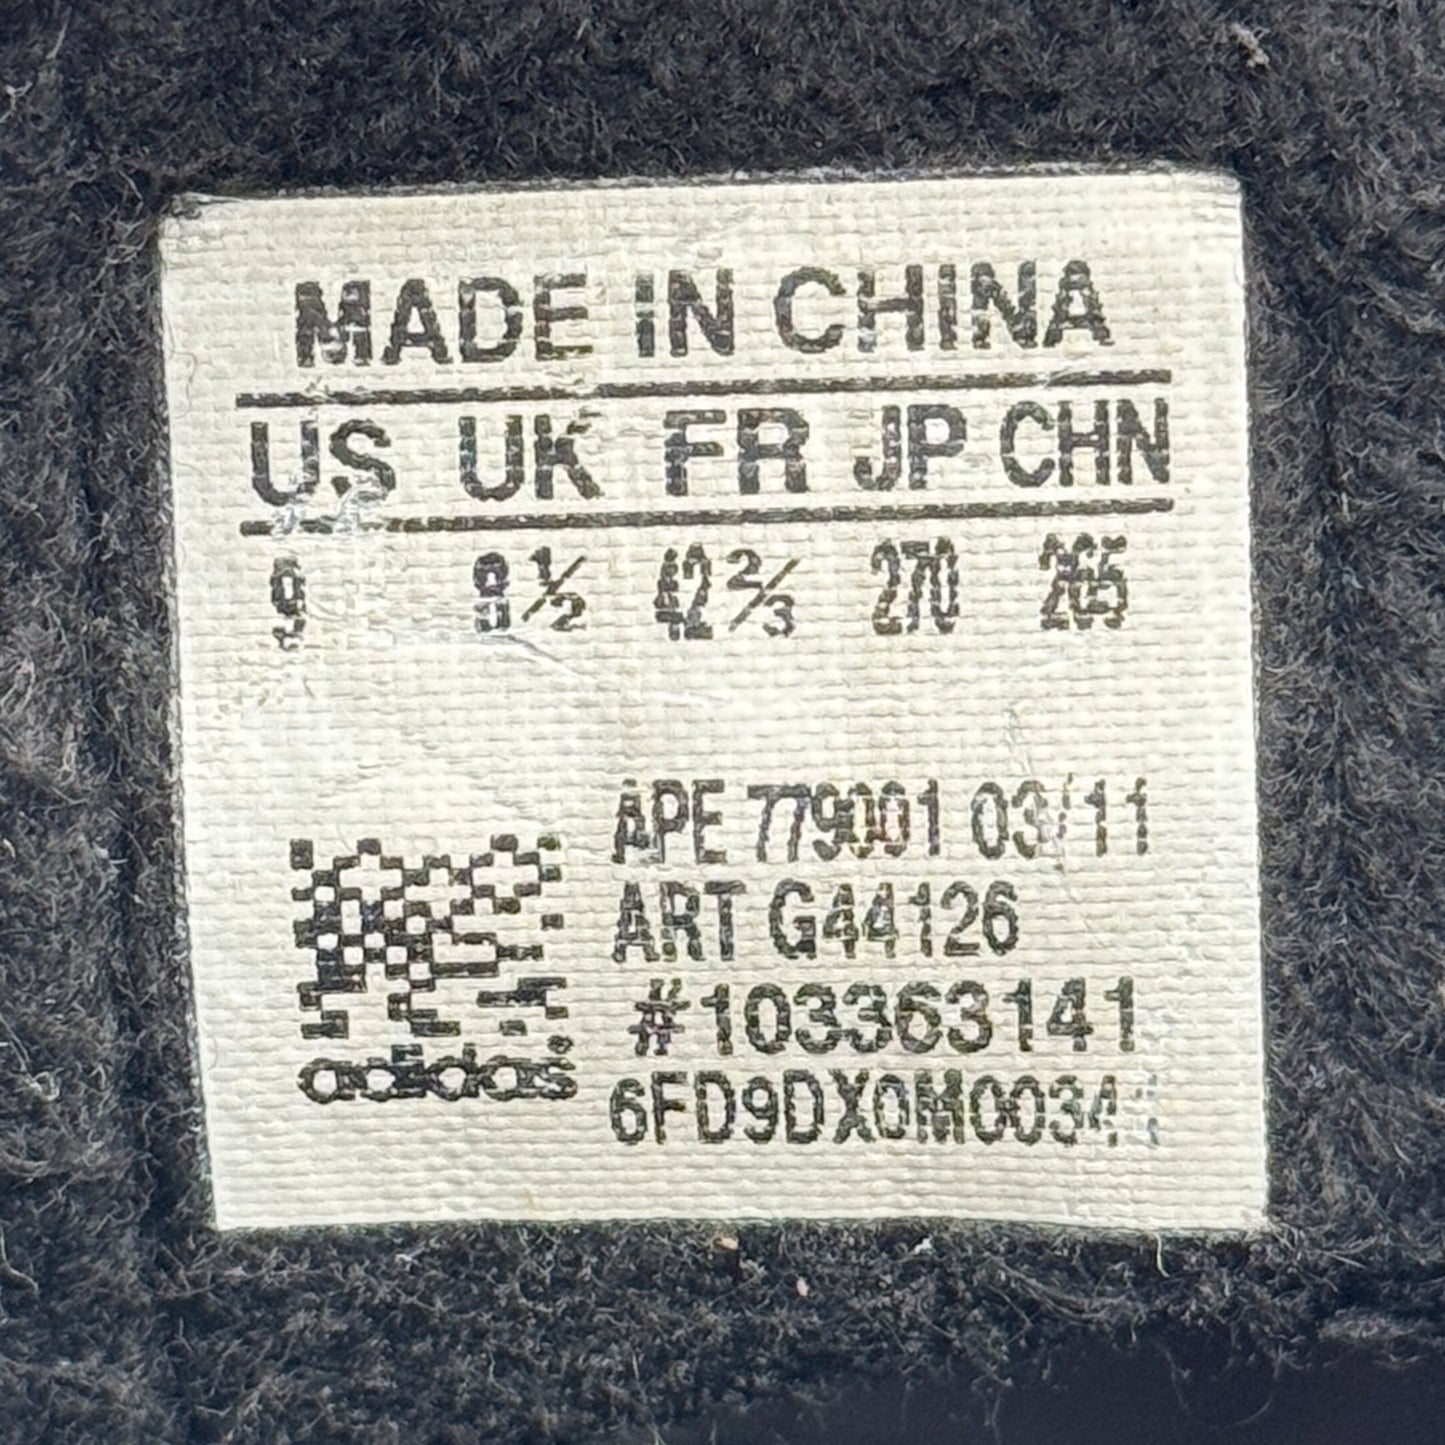 MADE IN CHINA
US UK FR JP CHN
9 8½ 42⅔ 270 265
APE 779001 03/11
ART G44126
#103363141
adidas®